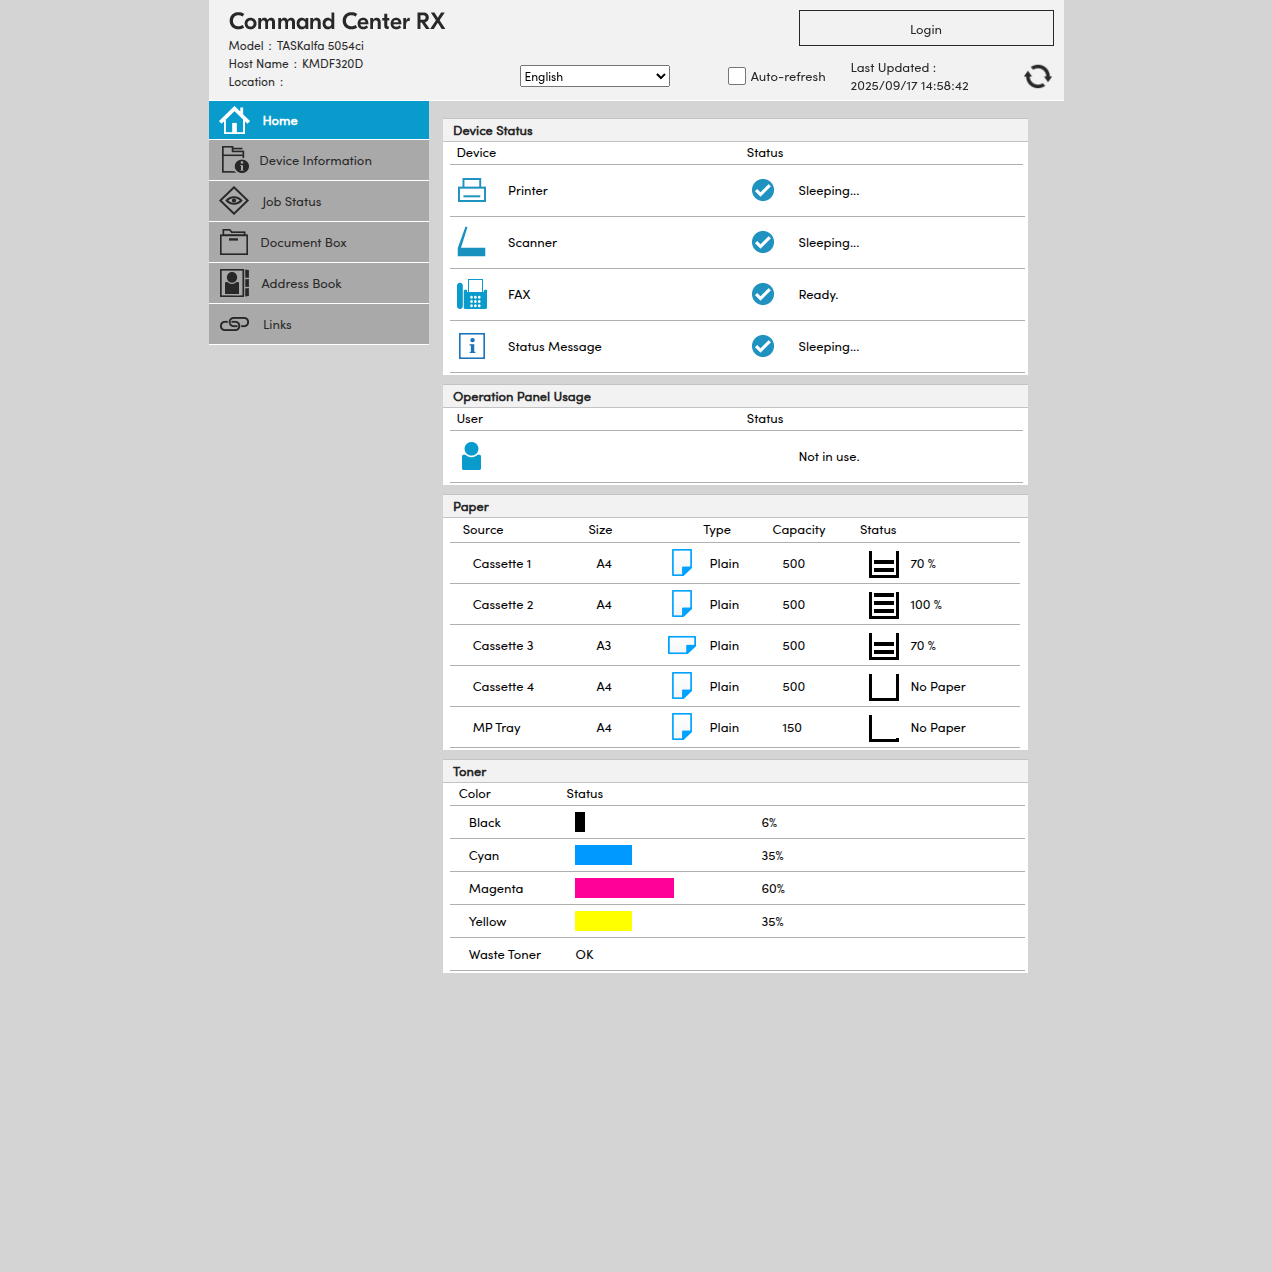 Command Center RX
Model : TASKalfa 5054ci
Host Name : KMDF320D
Location :
Login
English
Auto-refresh
Last Updated :
2025/09/17 14:58:42
Home
Device Information
Job Status
Document Box
Address Book
Links
Device Status
Device Status
Printer Sleeping...
Scanner Sleeping...
FAX Ready.
Status Message Sleeping...
Operation Panel Usage
User Status
Not in use.
Paper
Source Size Type Capacity Status
Cassette 1 A4 Plain 500 70 %
Cassette 2 A4 Plain 500 100 %
Cassette 3 A3 Plain 500 70 %
Cassette 4 A4 Plain 500 No Paper
MP Tray A4 Plain 150 No Paper
Toner
Color Status
Black 6%
Cyan 35%
Magenta 60%
Yellow 35%
Waste Toner OK